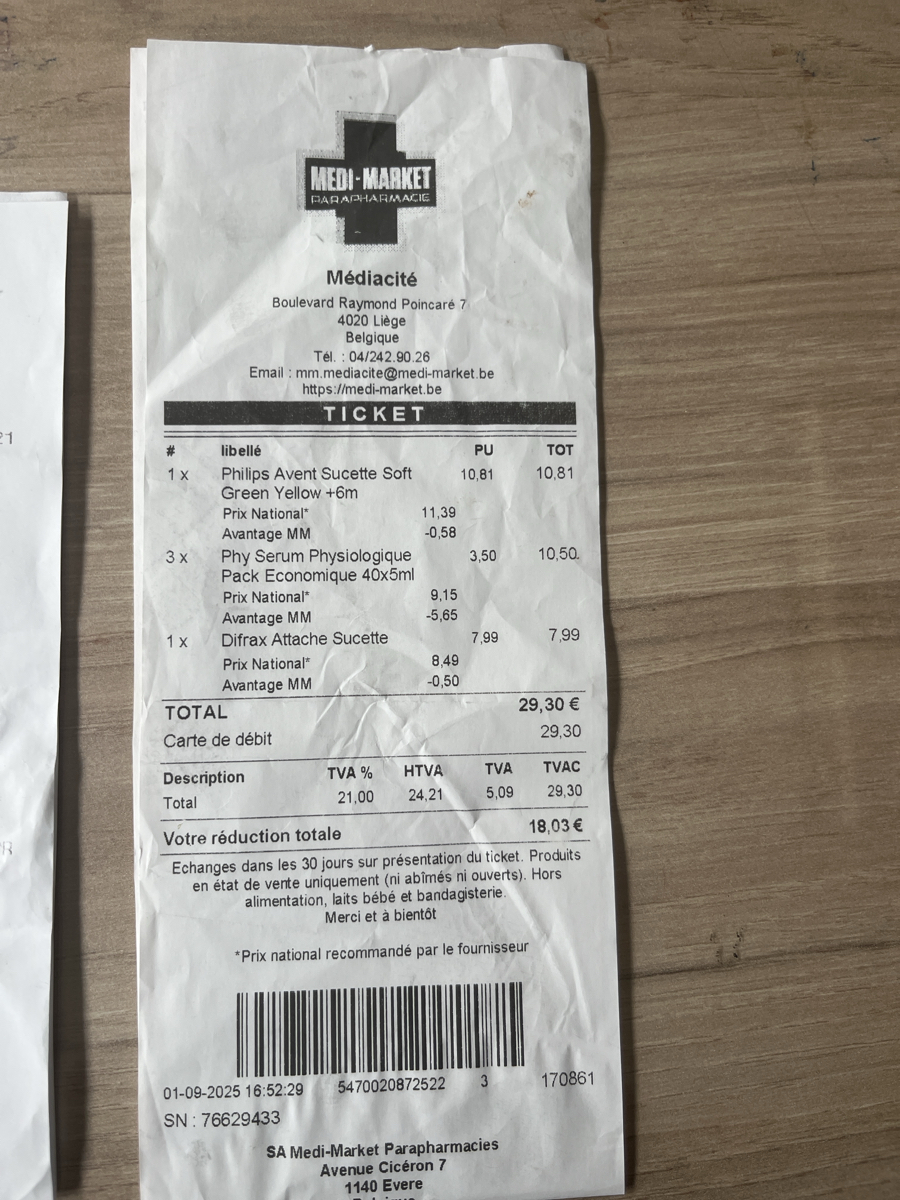 MEDI-MARKET
PARAPHARMACIE
Médiacité
Boulevard Raymond Poincaré 7
4020 Liège
Belgique
Tél. : 04/242.90.26
Email : mm.mediacite@medi-market.be
https://medi-market.be
TICKET
# libellé PU TOT
1 x Philips Avent Sucette Soft 10,81 10,81
Green Yellow +6m
Prix National* 11,39
Avantage MM -0,58
3 x Phy Serum Physiologique 3,50 10,50
Pack Economique 40x5ml
Prix National* 9,15
Avantage MM -5,65
1 x Difrax Attache Sucette 7,99 7,99
Prix National* 8,49
Avantage MM -0,50
TOTAL 29,30 €
Carte de débit 29,30
Description TVA % HTVA TVA TVAC
Total 21,00 24,21 5,09 29,30
Votre réduction totale 18,03 €
Echanges dans les 30 jours sur présentation du ticket. Produits
en état de vente uniquement (ni abîmés ni ouverts). Hors
alimentation, laits bébé et bandagisterie.
Merci et à bientôt
*Prix national recommandé par le fournisseur
01-09-2025 16:52:29 5470020872522 3 170861
SN : 76629433
SA Medi-Market Parapharmacies
Avenue Cicéron 7
1140 Evere
21